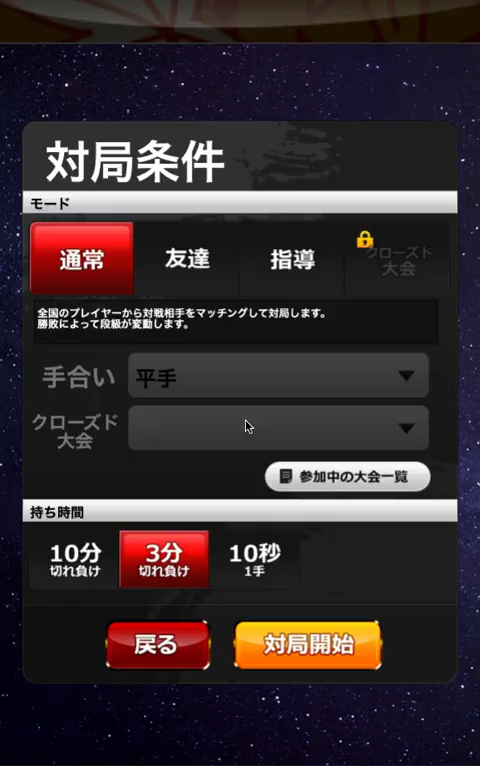 対局条件
モード
通常
友達
指導
クローズド
大会
全国のプレイヤーから対戦相手をマッチングして対局します。
勝敗によって段級が変動します。
手合い
平手
クローズド
大会
参加中の大会一覧
持ち時間
10分
切れ負け
3分
切れ負け
10秒
1手
戻る
対局開始